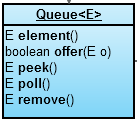 Queue<E>
E element()
boolean offer(E o)
E peek()
E poll()
E remove()